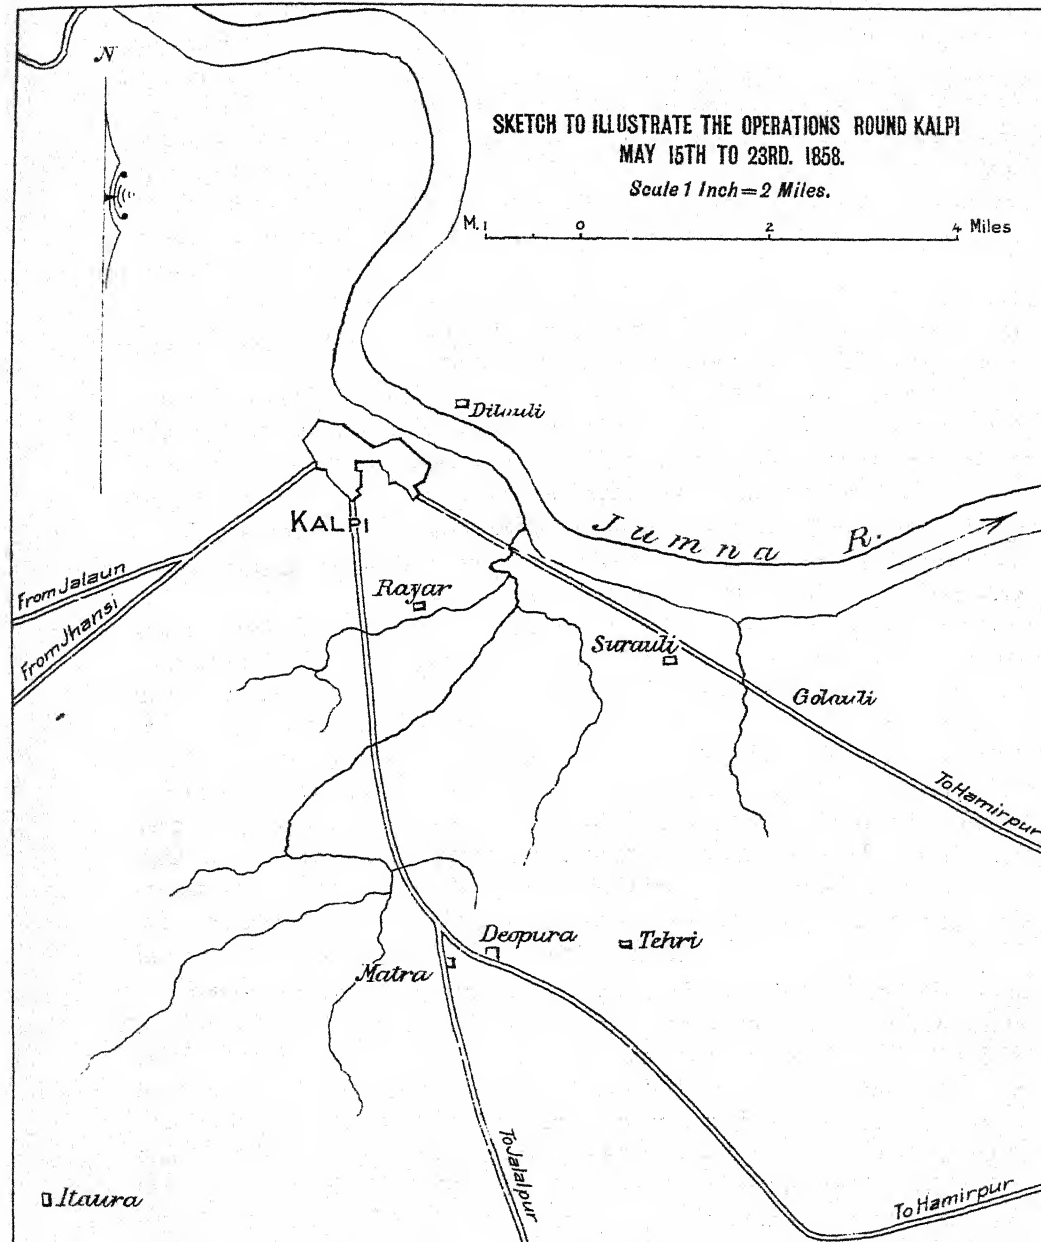 N
SKETCH TO ILLUSTRATE THE OPERATIONS ROUND KALPI
MAY 15TH TO 23RD. 1858.
Scale 1 Inch = 2 Miles.
M. 1 0 2 4 Miles
Dilauli
KALPI
Jumna R.
From Jalaun
Rayar
From Jhansi
Surauli
Golauli
To Hamirpur
Deopura
Tehri
Matra
To Jalalpur
Itaura
To Hamirpur